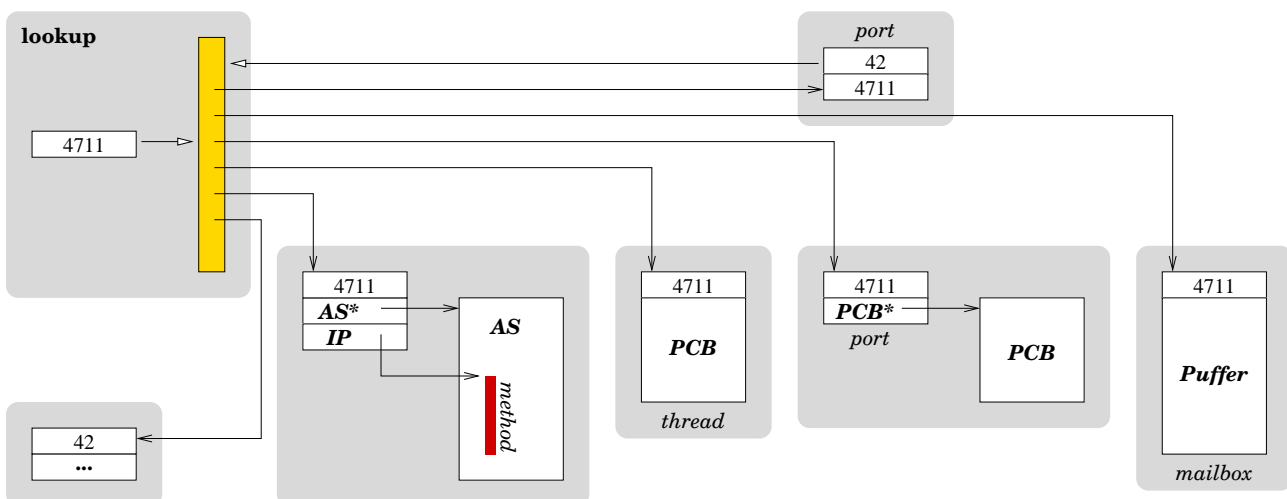 lookup
port
42
4711
4711
4711
AS*
IP
AS
method
4711
PCB
thread
4711
PCB*
port
PCB
4711
Puffer
mailbox
42
...